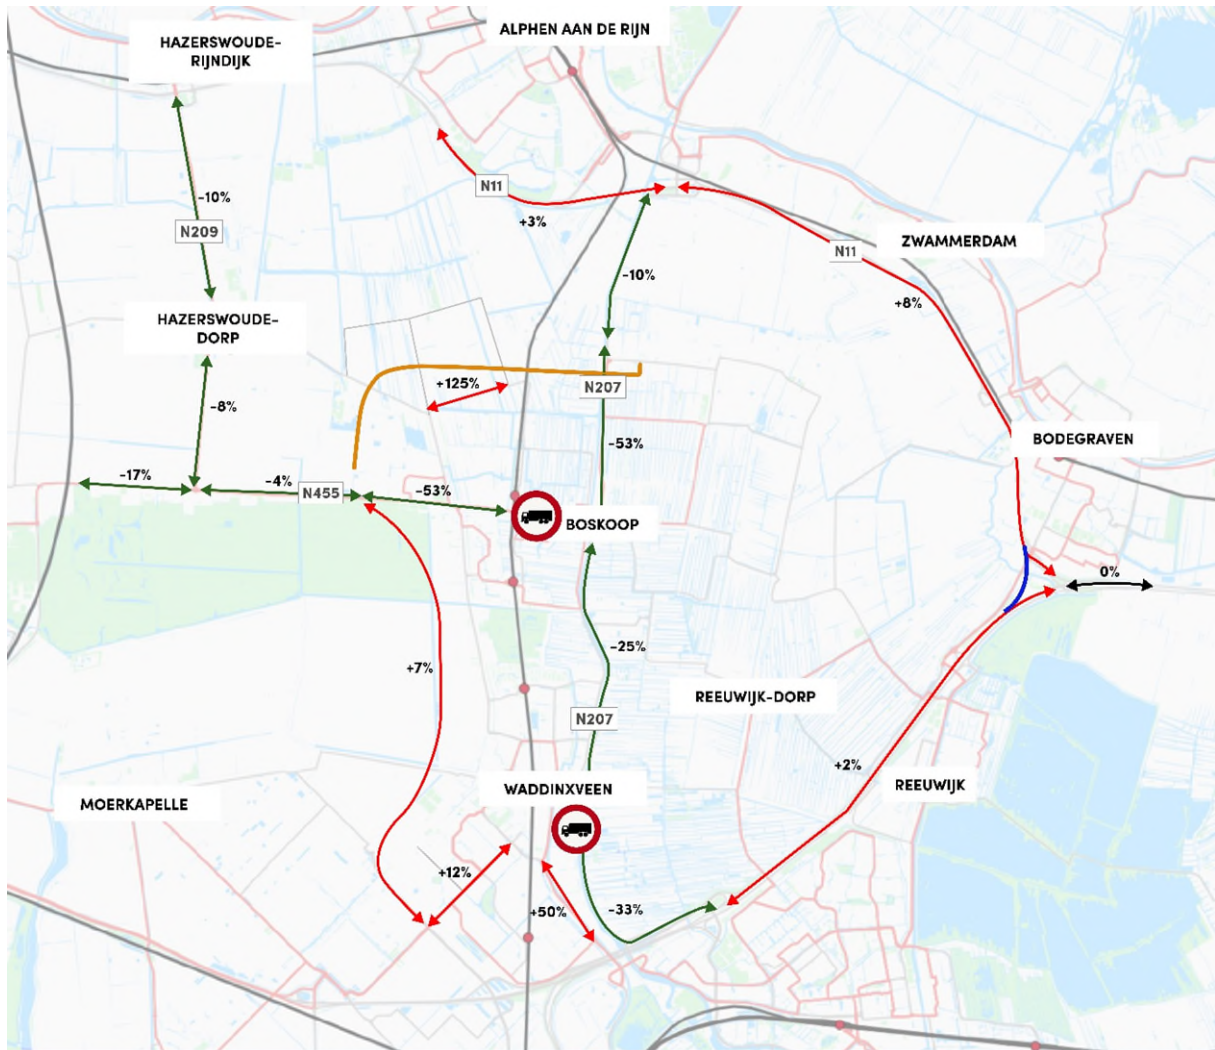 HAZERSWOUDE-
RIJNDIJK
ALPHEN AAN DE RIJN
N11
-10%
+3%
N209
ZWAMMERDAM
N11
-10%
+8%
HAZERSWOUDE-
DORP
+125%
N207
-8%
BODEGRAVEN
-53%
-17%
-4%
N455
-53%
BOSKOOP
0%
-25%
+7%
REEUWIJK-DORP
N207
+2%
REEUWIJK
WADDINXVEEN
MOERKAPELLE
+12%
+50%
-33%